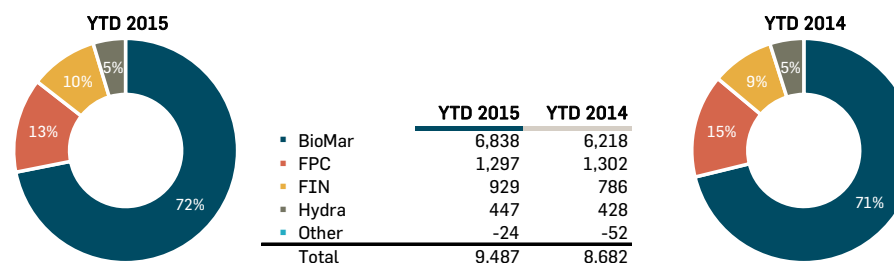 YTD 2015
5%
10%
13%
72%
YTD 2015 YTD 2014
BioMar 6,838 6,218
FPC 1,297 1,302
FIN 929 786
Hydra 447 428
Other -24 -52
Total 9,487 8,682
YTD 2014
5%
9%
15%
71%